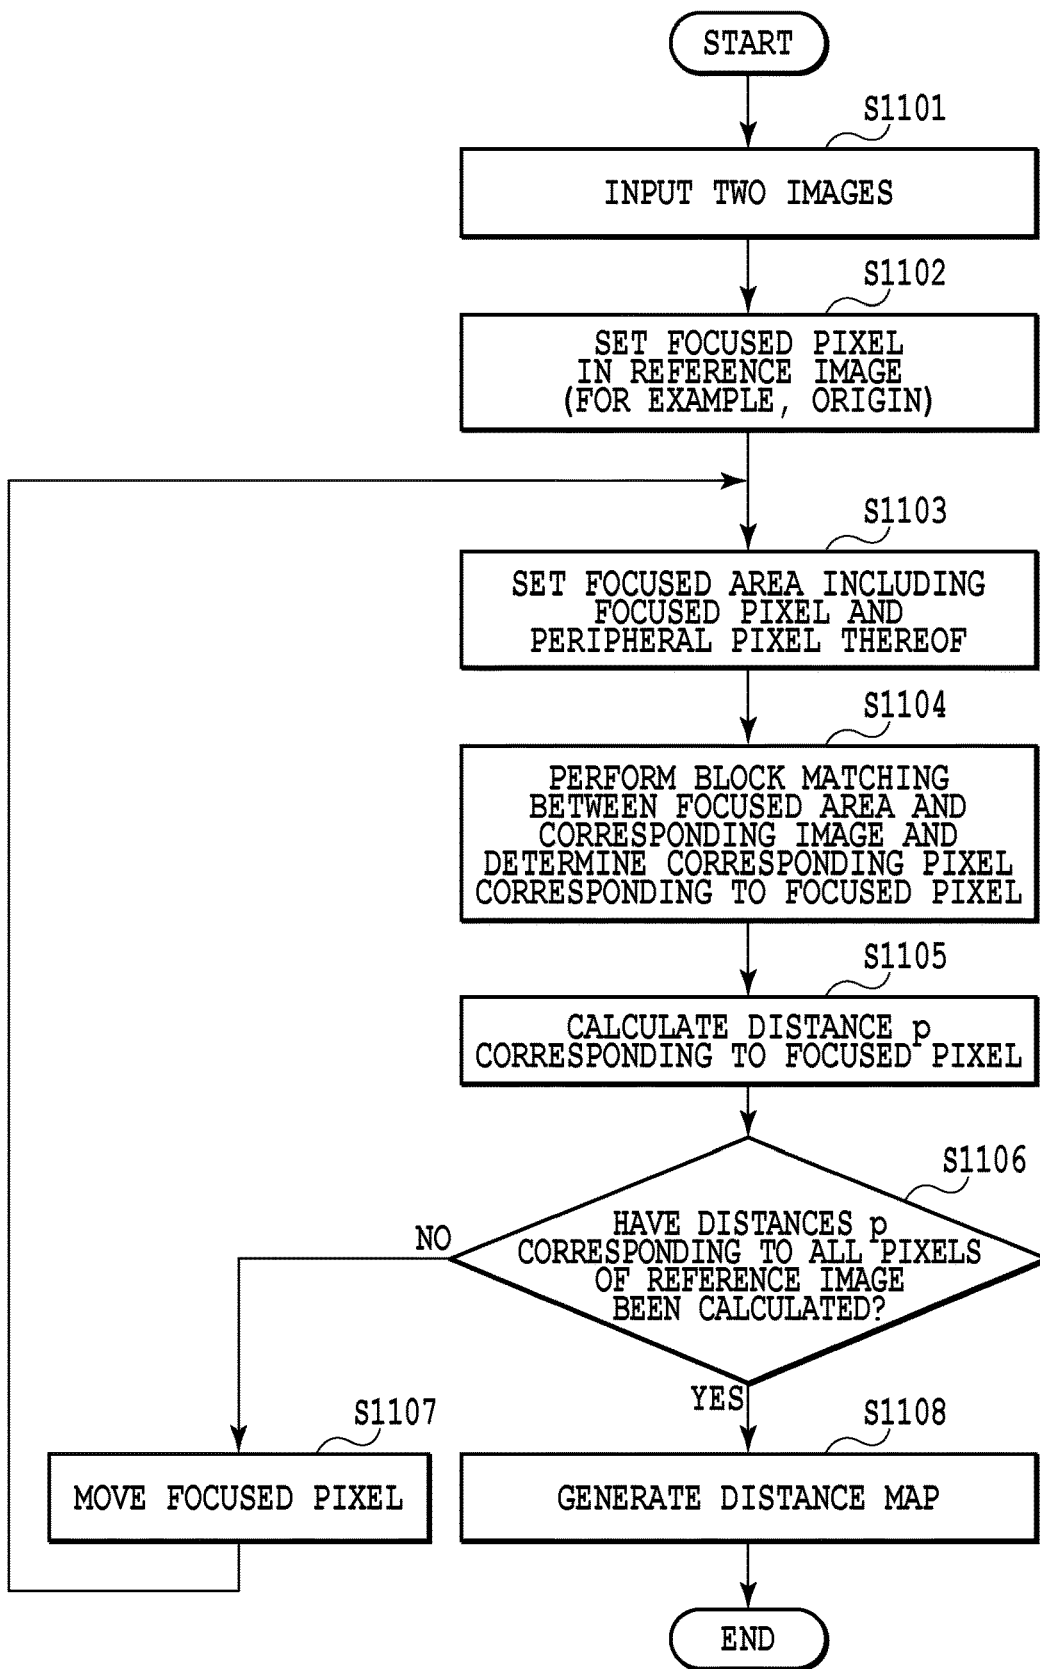 START
S1101
INPUT TWO IMAGES
S1102
SET FOCUSED PIXEL
IN REFERENCE IMAGE
(FOR EXAMPLE, ORIGIN)
S1103
SET FOCUSED AREA INCLUDING
FOCUSED PIXEL AND
PERIPHERAL PIXEL THEREOF
S1104
PERFORM BLOCK MATCHING
BETWEEN FOCUSED AREA AND
CORRESPONDING IMAGE AND
DETERMINE CORRESPONDING PIXEL
CORRESPONDING TO FOCUSED PIXEL
S1105
CALCULATE DISTANCE p
CORRESPONDING TO FOCUSED PIXEL
S1106
HAVE DISTANCES p
CORRESPONDING TO ALL PIXELS
OF REFERENCE IMAGE
BEEN CALCULATED?
NO
YES
S1107
MOVE FOCUSED PIXEL
S1108
GENERATE DISTANCE MAP
END